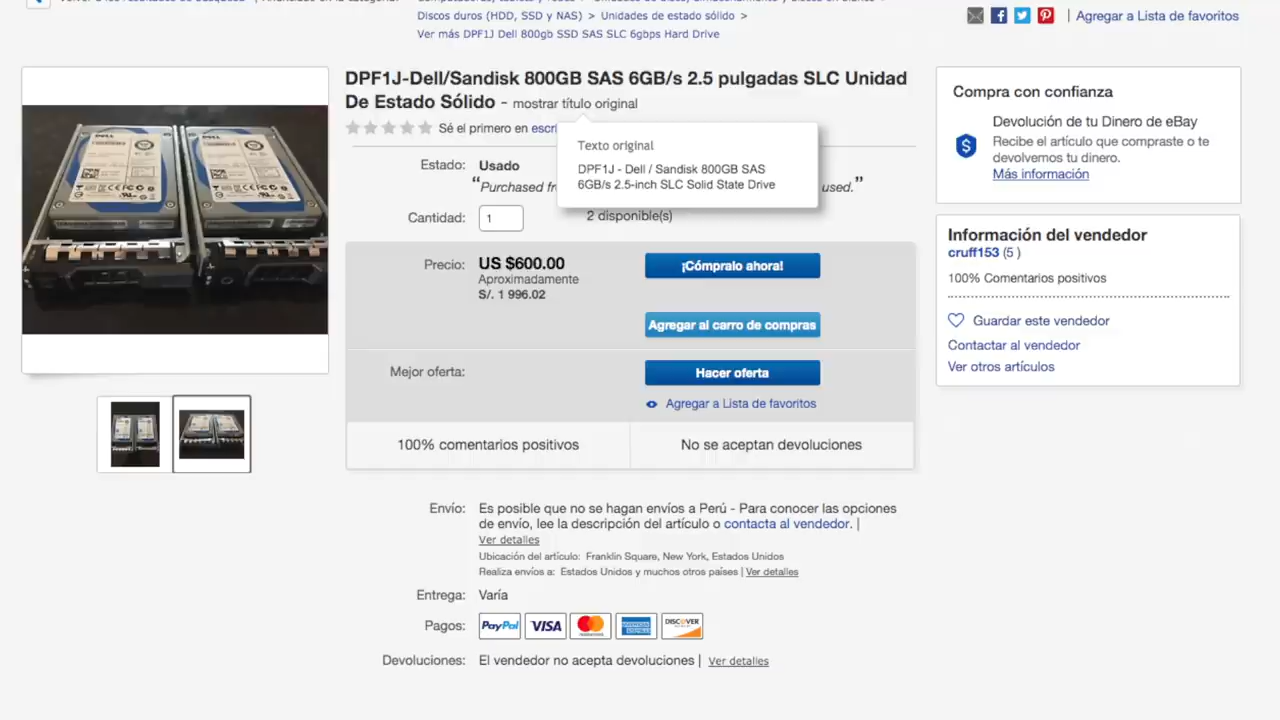 Discos duros (HDD, SSD y NAS) > Unidades de estado sólido >
Ver más DPF1J Dell 800gb SSD SAS SLC 6gbps Hard Drive
| Agregar a Lista de favoritos
DPF1J-Dell/Sandisk 800GB SAS 6GB/s 2.5 pulgadas SLC Unidad
De Estado Sólido - mostrar título original
Sé el primero en escri
Texto original
DPF1J - Dell / Sandisk 800GB SAS
6GB/s 2.5-inch SLC Solid State Drive
Estado: Usado
“Purchased fr
used.”
Cantidad: 1
2 disponible(s)
Precio: US $600.00
Aproximadamente
S/. 1 996.02
¡Cómpralo ahora!
Agregar al carro de compras
Mejor oferta:
Hacer oferta
Agregar a Lista de favoritos
100% comentarios positivos
No se aceptan devoluciones
Envío: Es posible que no se hagan envíos a Perú - Para conocer las opciones
de envío, lee la descripción del artículo o contacta al vendedor. |
Ver detalles
Ubicación del artículo: Franklin Square, New York, Estados Unidos
Realiza envíos a: Estados Unidos y muchos otros países | Ver detalles
Entrega: Varía
Pagos: PayPal VISA DISCOVER
Devoluciones: El vendedor no acepta devoluciones | Ver detalles
Compra con confianza
Devolución de tu Dinero de eBay
Recibe el artículo que compraste o te
devolvemos tu dinero.
Más información
Información del vendedor
cruff153 (5 )
100% Comentarios positivos
Guardar este vendedor
Contactar al vendedor
Ver otros artículos